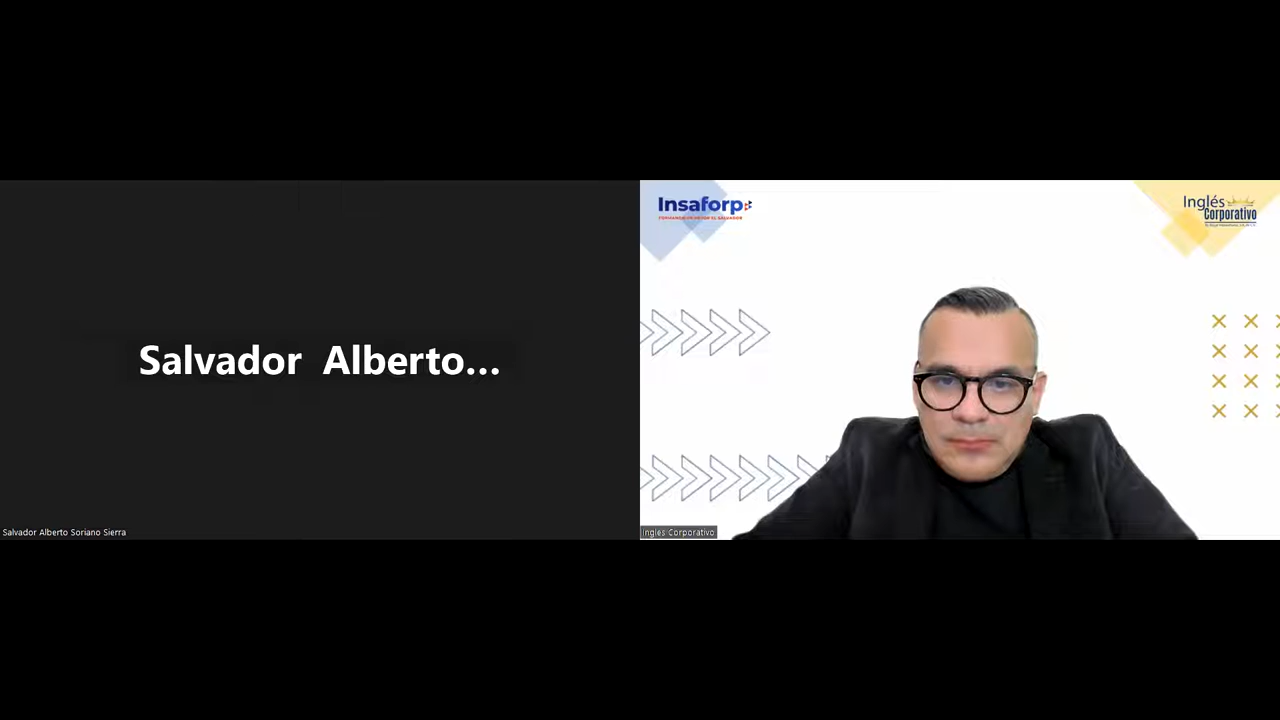 Salvador Alberto...
Salvador Alberto Soriano Sierra
Insaforp
Inglés
Corporativo
Ingles Corporativo